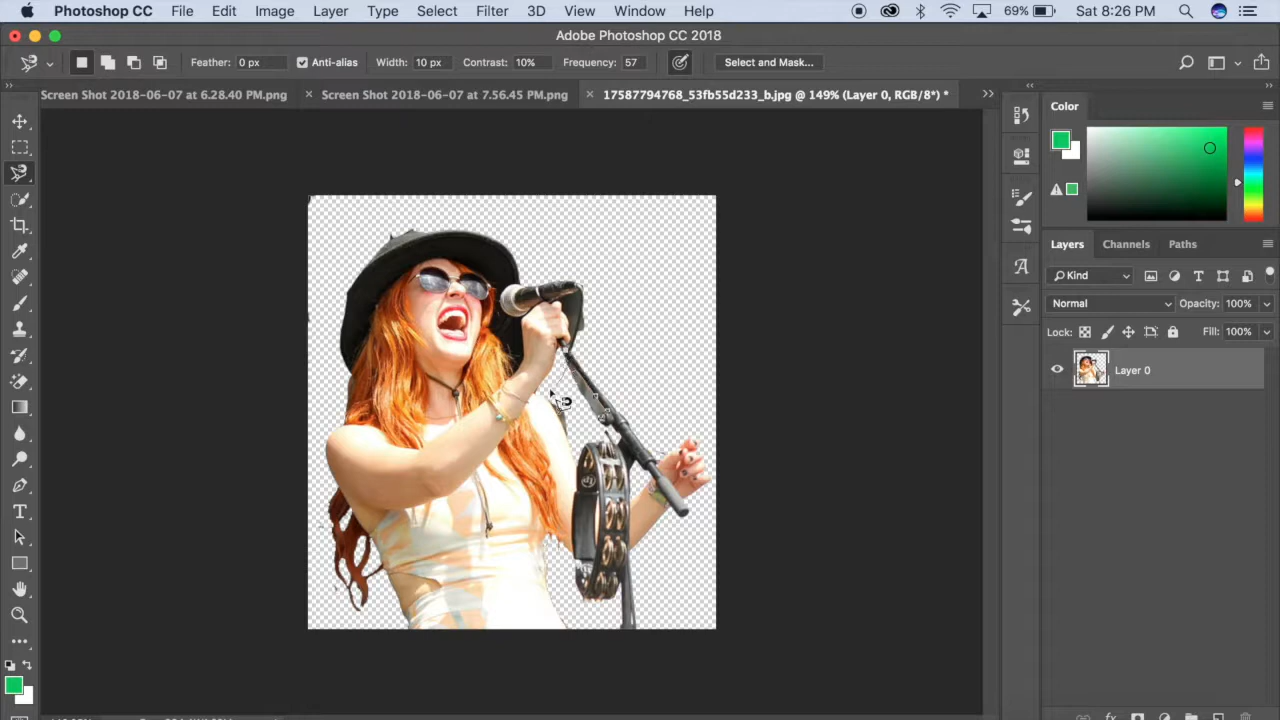 Photoshop CC File Edit Image Layer Type Select Filter 3D View Window Help 69% Sat 8:26 PM
Adobe Photoshop CC 2018
Feather: 0 px Anti-alias Width: 10 px Contrast: 10% Frequency: 57 Select and Mask...
Screen Shot 2018-06-07 at 6.28.40 PM.png Screen Shot 2018-06-07 at 7.56.45 PM.png 17587794768_53fb55d233_b.jpg @ 149% (Layer 0, RGB/8*) *
Color
Layers Channels Paths
Kind
Normal Opacity: 100%
Lock: Fill: 100%
Layer 0